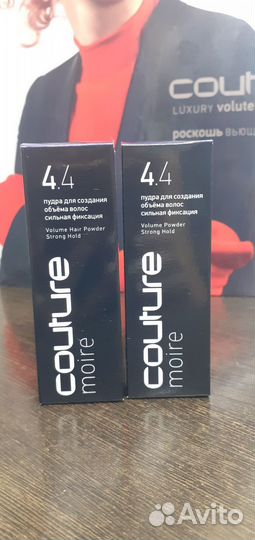 couture
LUXURY volute
роскошь вьющ
4.4
пудра для создания
объёма волос
сильная фиксация
Volume Hair Powder
Strong Hold
couture
moire
4.4
пудра для создания
объёма волос
сильная фиксация
Volume Powder
Strong Hold
couture
moire
Avito